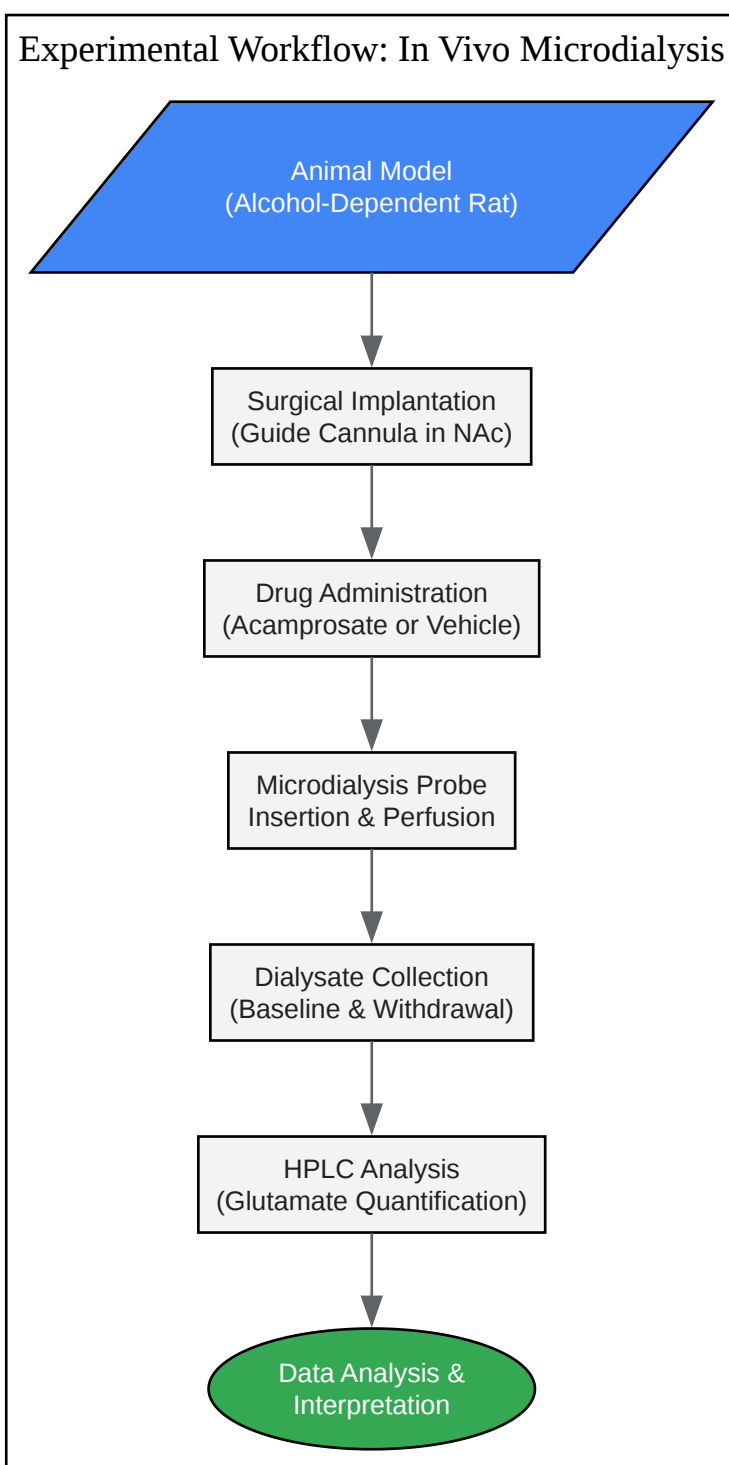 Experimental Workflow: In Vivo Microdialysis
Animal Model
(Alcohol-Dependent Rat)
Surgical Implantation
(Guide Cannula in NAc)
Drug Administration
(Acamprosate or Vehicle)
Microdialysis Probe
Insertion & Perfusion
Dialysate Collection
(Baseline & Withdrawal)
HPLC Analysis
(Glutamate Quantification)
Data Analysis &
Interpretation